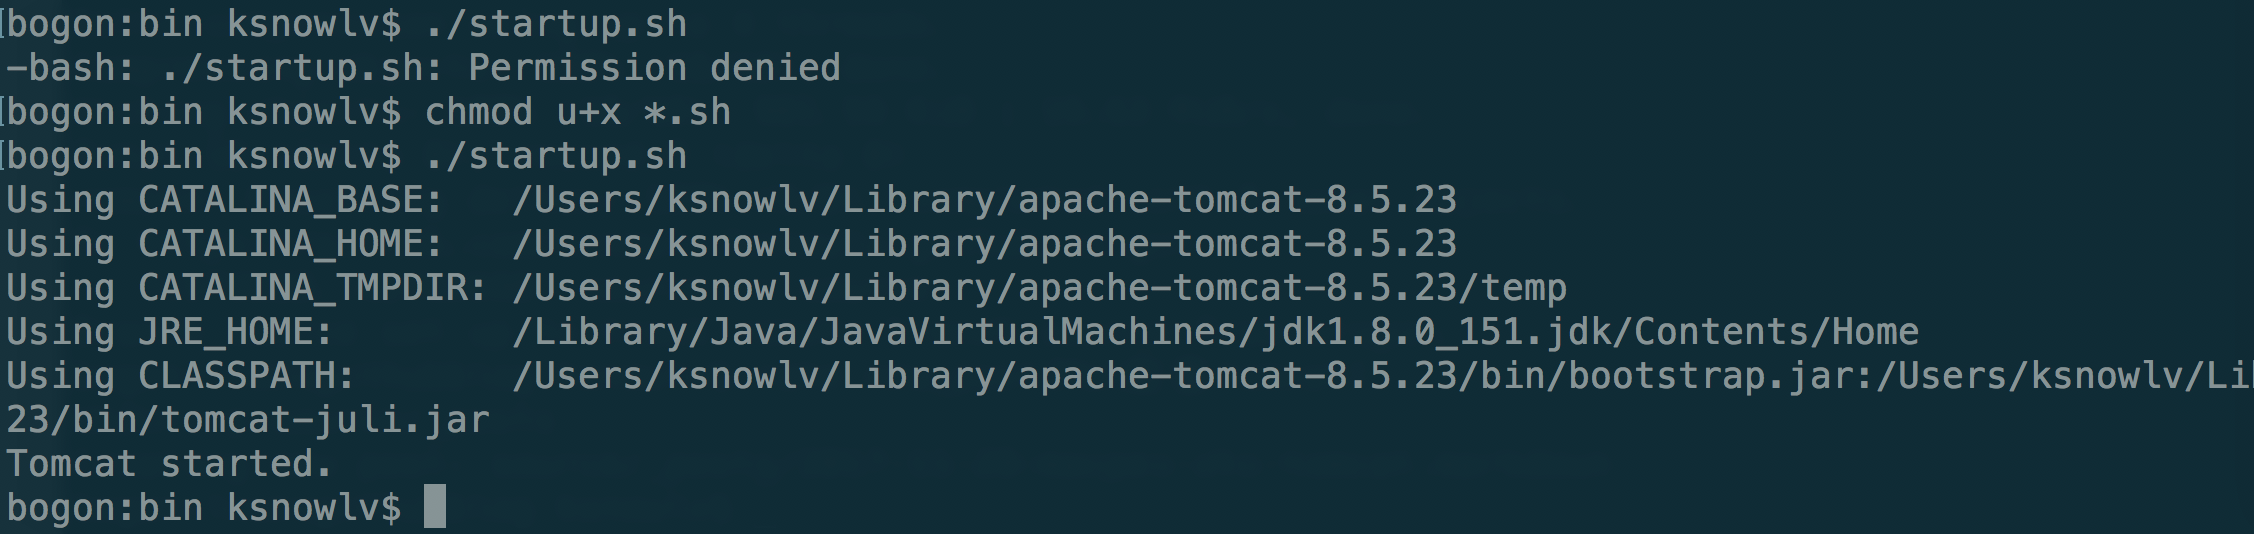 [bogon:bin ksnowlv$ ./startup.sh
-bash: ./startup.sh: Permission denied
[bogon:bin ksnowlv$ chmod u+x *.sh
[bogon:bin ksnowlv$ ./startup.sh
Using CATALINA_BASE:   /Users/ksnowlv/Library/apache-tomcat-8.5.23
Using CATALINA_HOME:   /Users/ksnowlv/Library/apache-tomcat-8.5.23
Using CATALINA_TMPDIR: /Users/ksnowlv/Library/apache-tomcat-8.5.23/temp
Using JRE_HOME:        /Library/Java/JavaVirtualMachines/jdk1.8.0_151.jdk/Contents/Home
Using CLASSPATH:       /Users/ksnowlv/Library/apache-tomcat-8.5.23/bin/bootstrap.jar:/Users/ksnowlv/Li
23/bin/tomcat-juli.jar
Tomcat started.
bogon:bin ksnowlv$